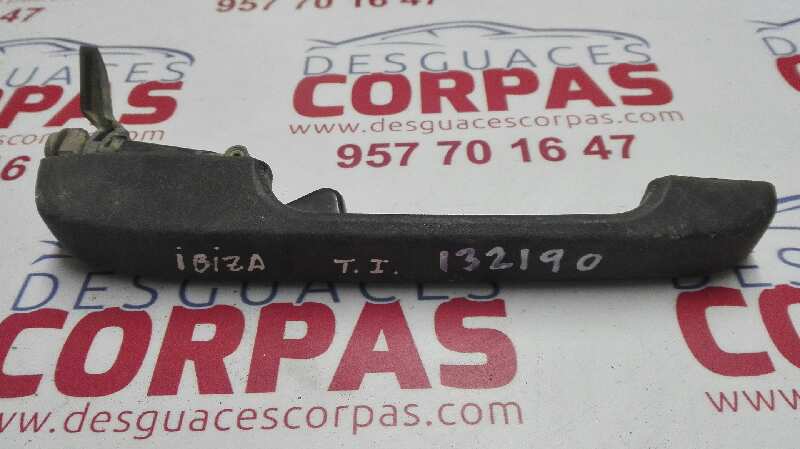 957 70 16 47
DESGUACES
CORPAS
www.desguacescorpas.com
957 70 16 47
iBiZA T. I. 132190
DESGUACES
CORPAS
www.desguacescorpas.com
CORPAS